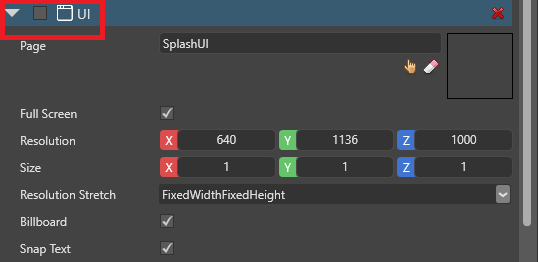 UI
Page SplashUI
Full Screen
Resolution X 640 Y 1136 Z 1000
Size X 1 Y 1 Z 1
Resolution Stretch FixedWidthFixedHeight
Billboard
Snap Text